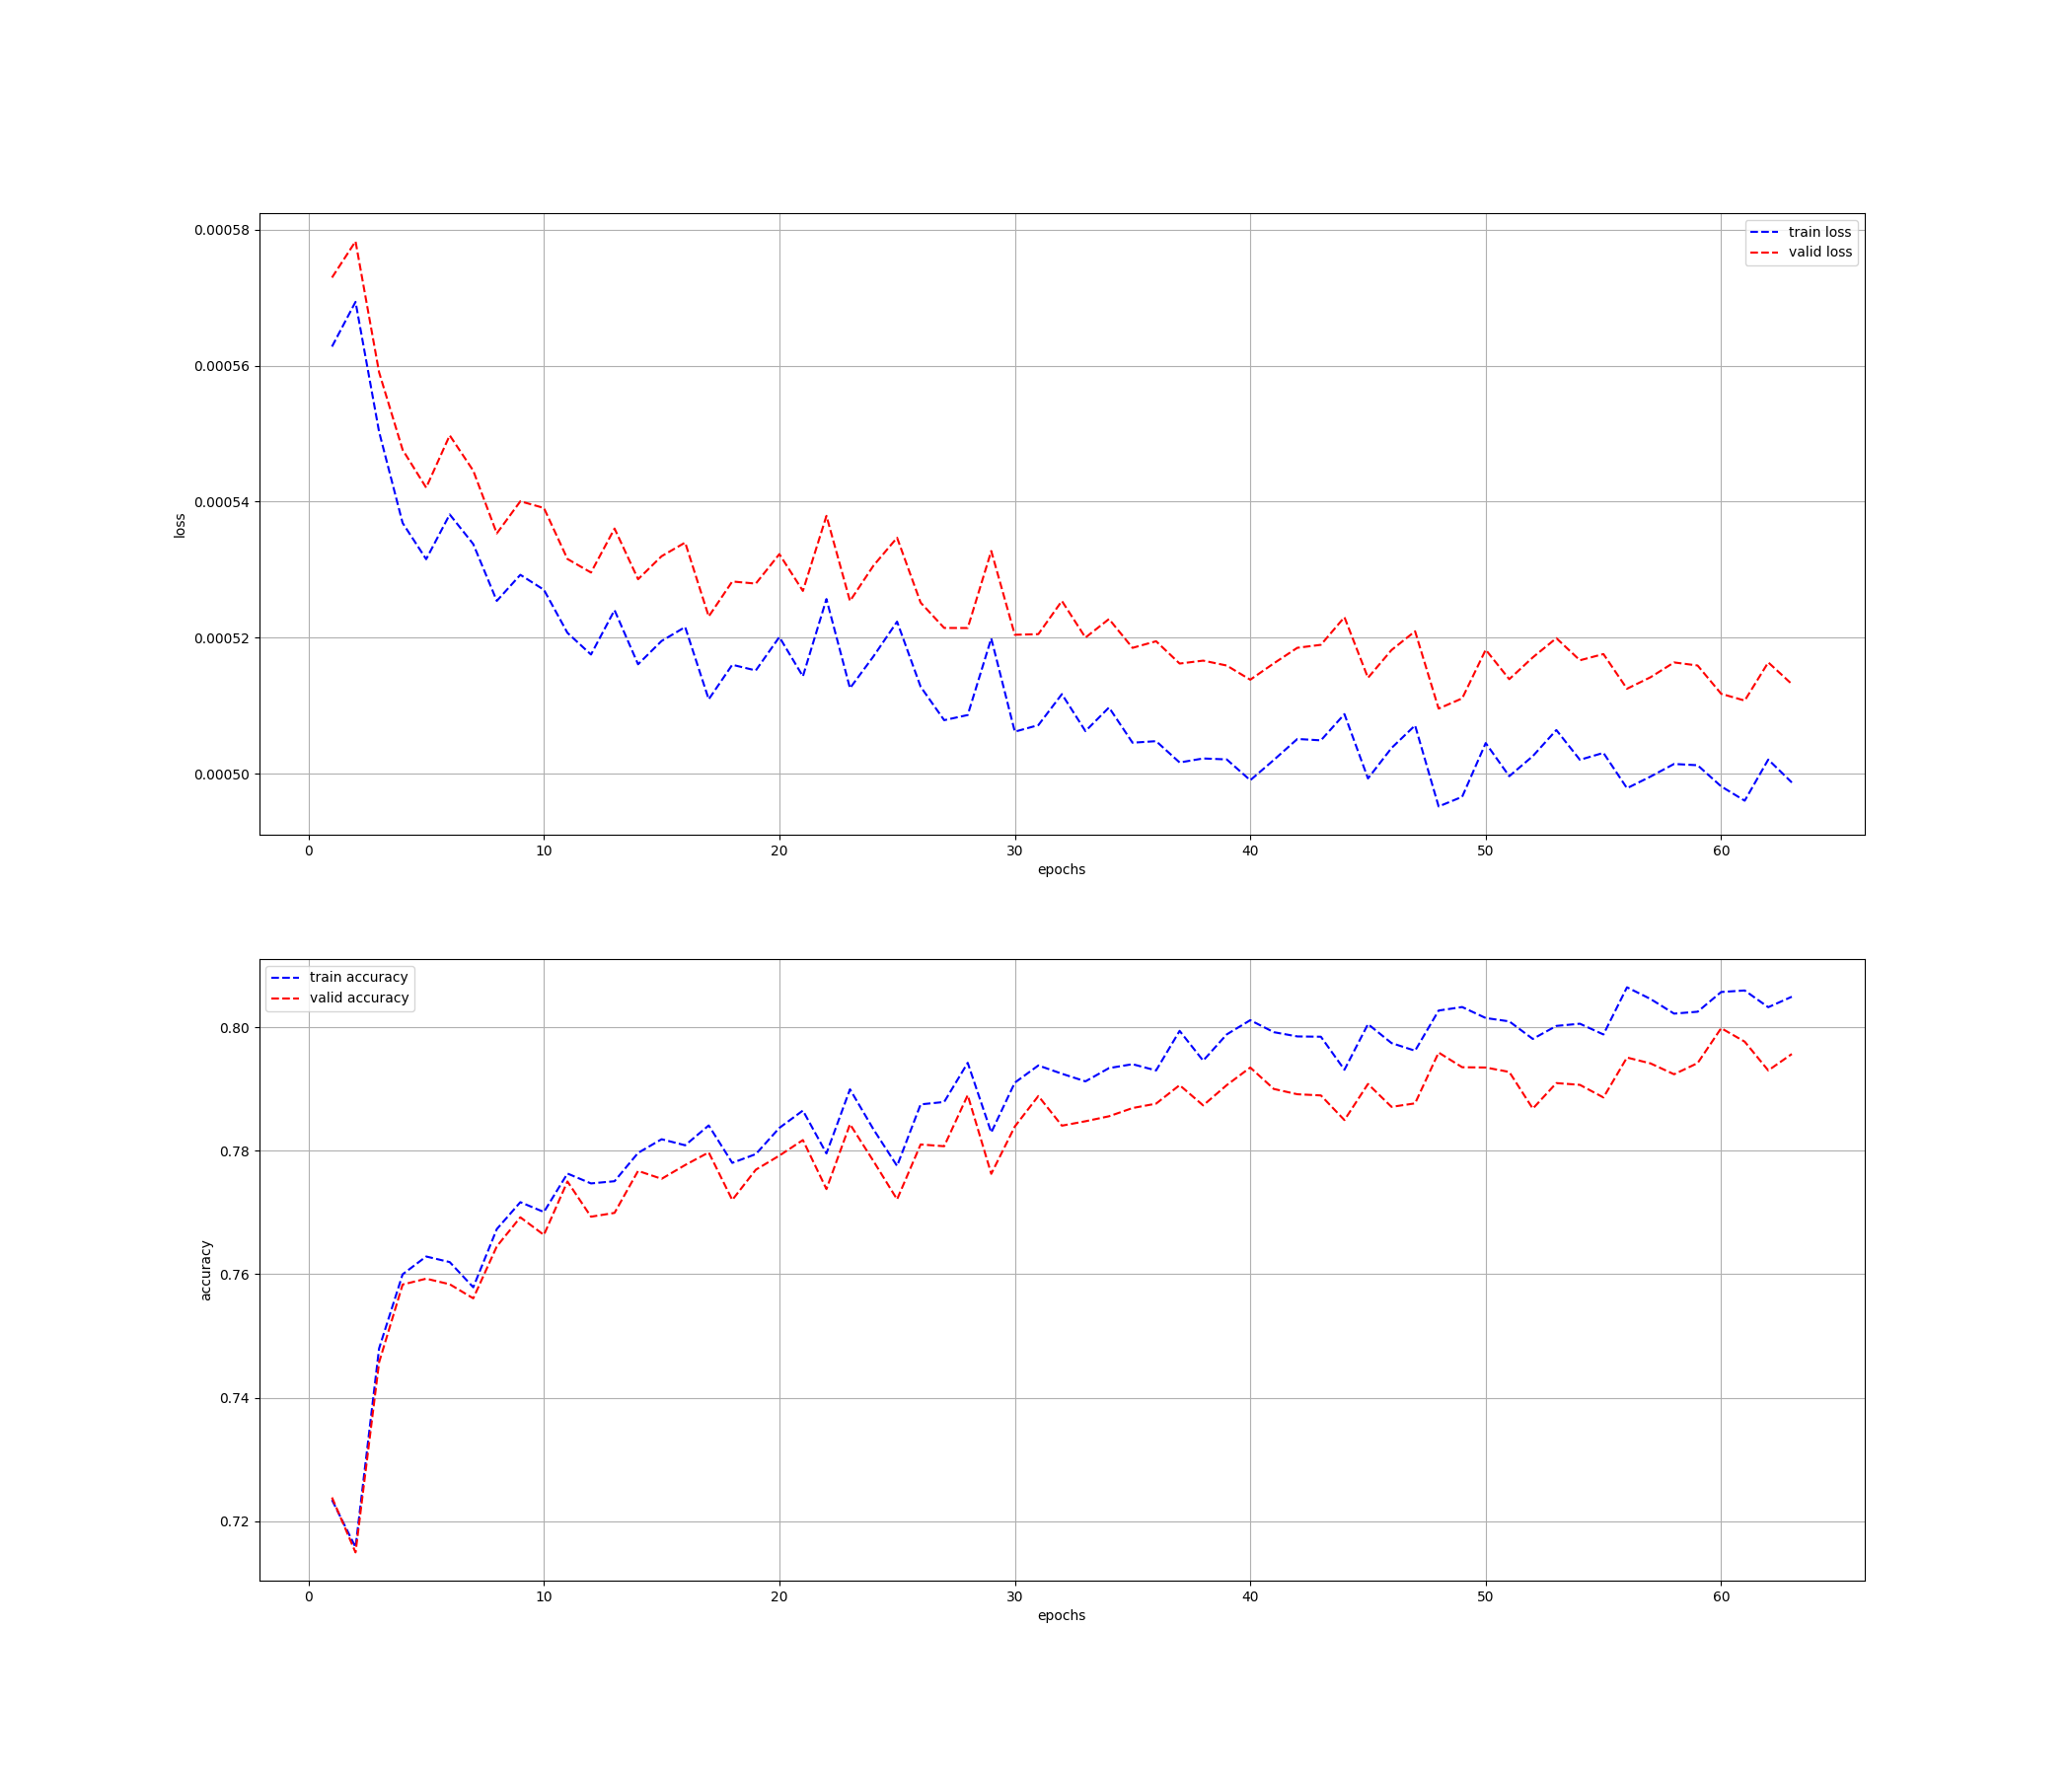 0.00058
0.00056
0.00054
0.00052
0.00050
loss
train loss
valid loss
0 10 20 30 40 50 60
epochs
train accuracy
valid accuracy
0.80
0.78
0.76
0.74
0.72
accuracy
0 10 20 30 40 50 60
epochs